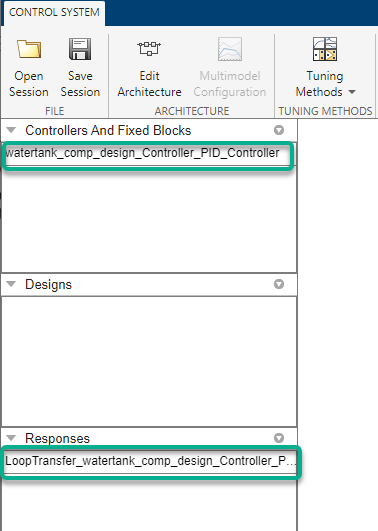 CONTROL SYSTEM
Open
Session
Save
Session
Edit
Architecture
Multimodel
Configuration
Tuning
Methods
FILE
ARCHITECTURE
TUNING METHODS
Controllers And Fixed Blocks
watertank_comp_design_Controller_PID_Controller
Designs
Responses
LoopTransfer_watertank_comp_design_Controller_P...